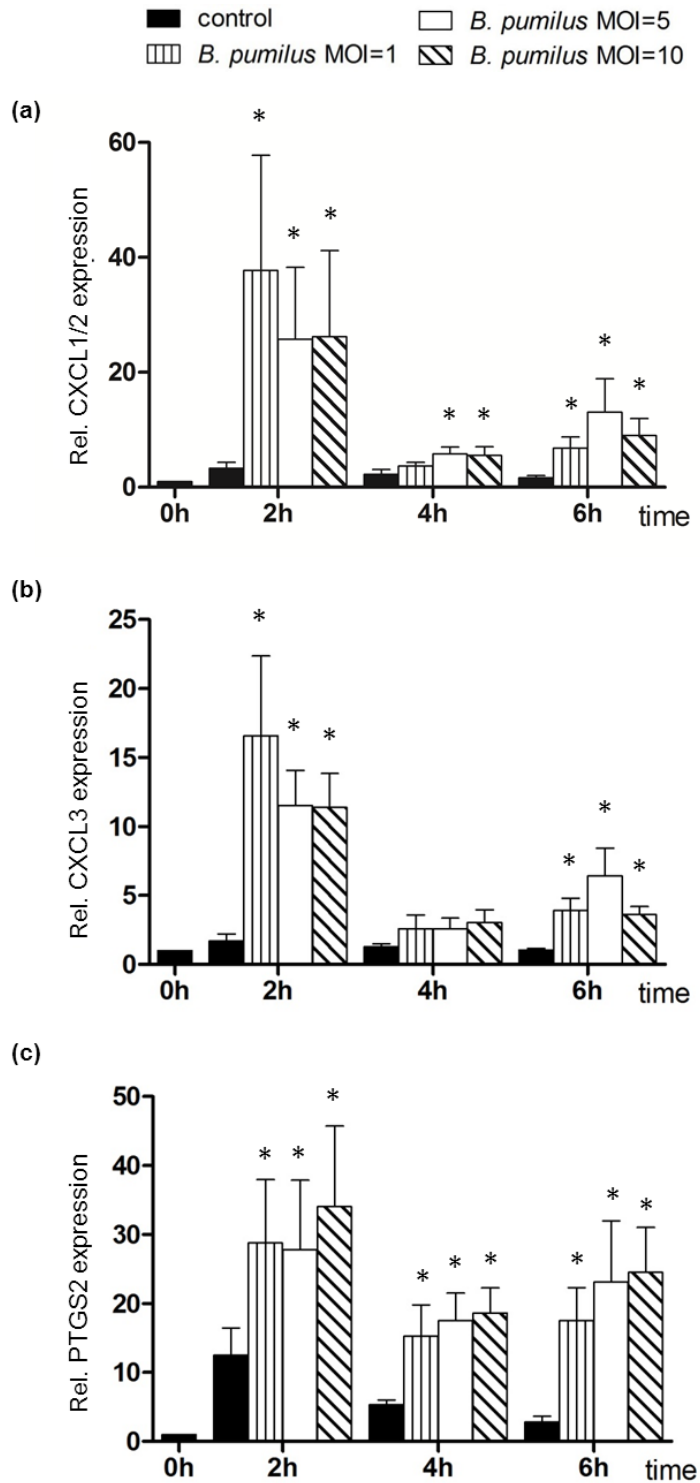 control B. pumilus MOI=5
B. pumilus MOI=1 B. pumilus MOI=10
(a)
Rel. CXCL1/2 expression
60
40
20
0
* * * * * * * *
0h 2h 4h 6h time
(b)
Rel. CXCL3 expression
25
20
15
10
5
0
* * * * * *
0h 2h 4h 6h time
(c)
Rel. PTGS2 expression
50
40
30
20
10
0
* * * * * * * * *
0h 2h 4h 6h time